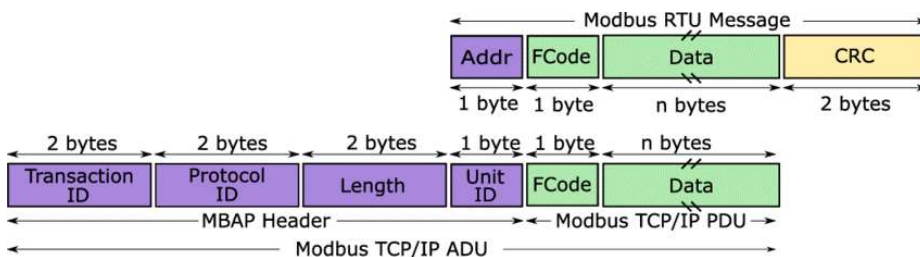 Modbus RTU Message
Addr FCode Data CRC
1 byte 1 byte n bytes 2 bytes
2 bytes 2 bytes 2 bytes 1 byte 1 byte n bytes
Transaction ID Protocol ID Length Unit ID FCode Data
MBAP Header Modbus TCP/IP PDU
Modbus TCP/IP ADU